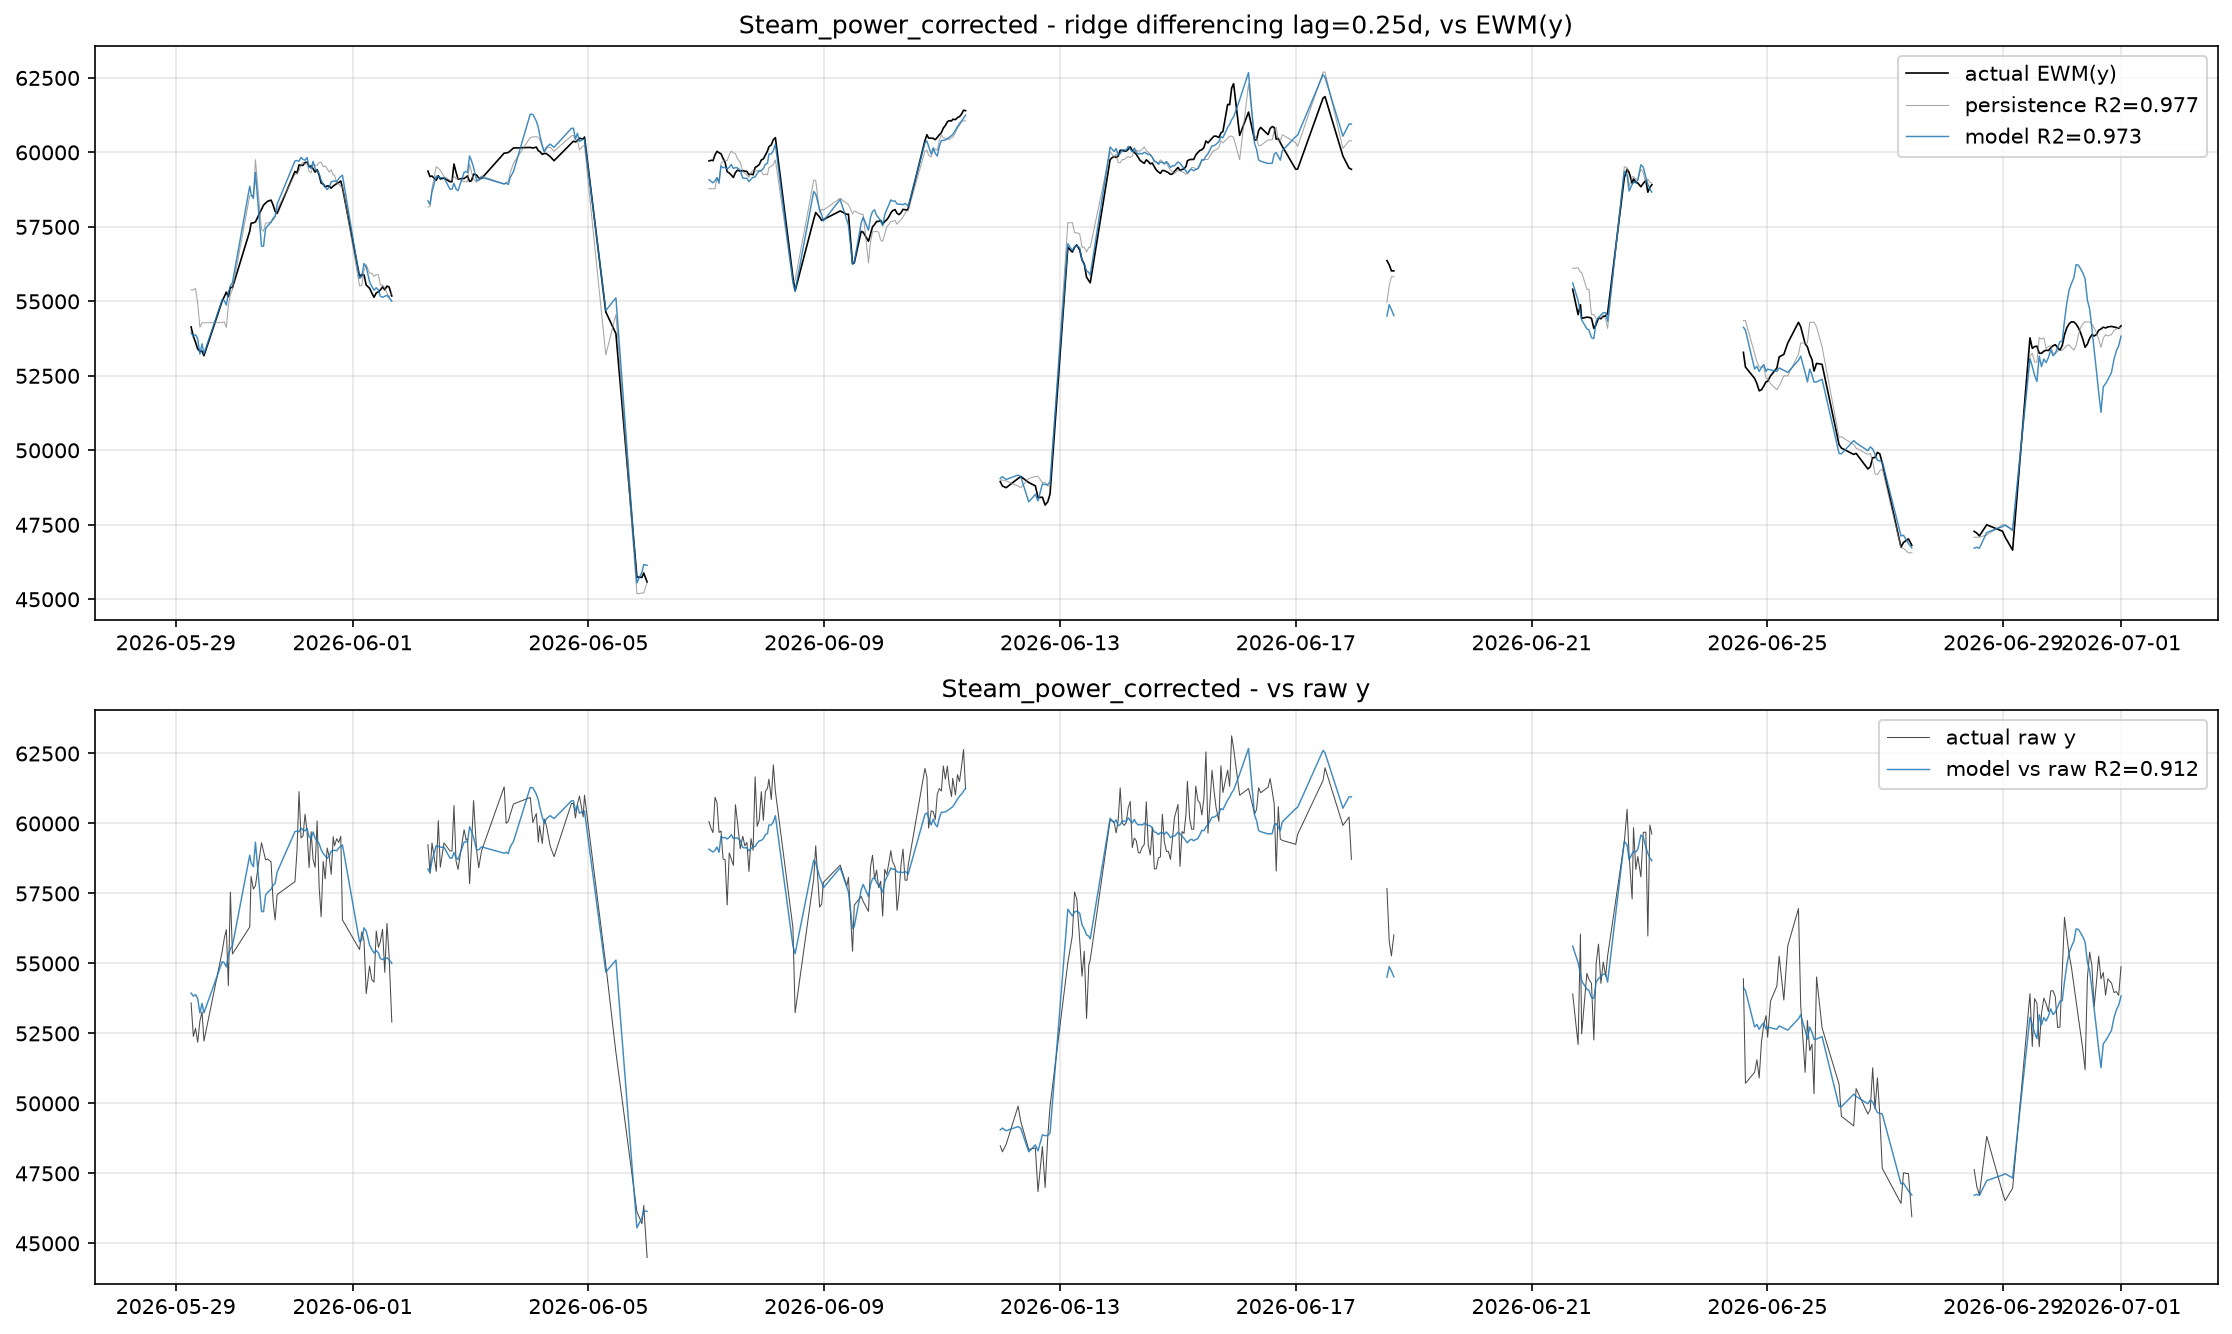 Steam_power_corrected - ridge differencing lag=0.25d, vs EWM(y)
62500
60000
57500
55000
52500
50000
47500
45000
actual EWM(y)
persistence R2=0.977
model R2=0.973
2026-05-29 2026-06-01 2026-06-05 2026-06-09 2026-06-13 2026-06-17 2026-06-21 2026-06-25 2026-06-29 2026-07-01
Steam_power_corrected - vs raw y
62500
60000
57500
55000
52500
50000
47500
45000
actual raw y
model vs raw R2=0.912
2026-05-29 2026-06-01 2026-06-05 2026-06-09 2026-06-13 2026-06-17 2026-06-21 2026-06-25 2026-06-29 2026-07-01